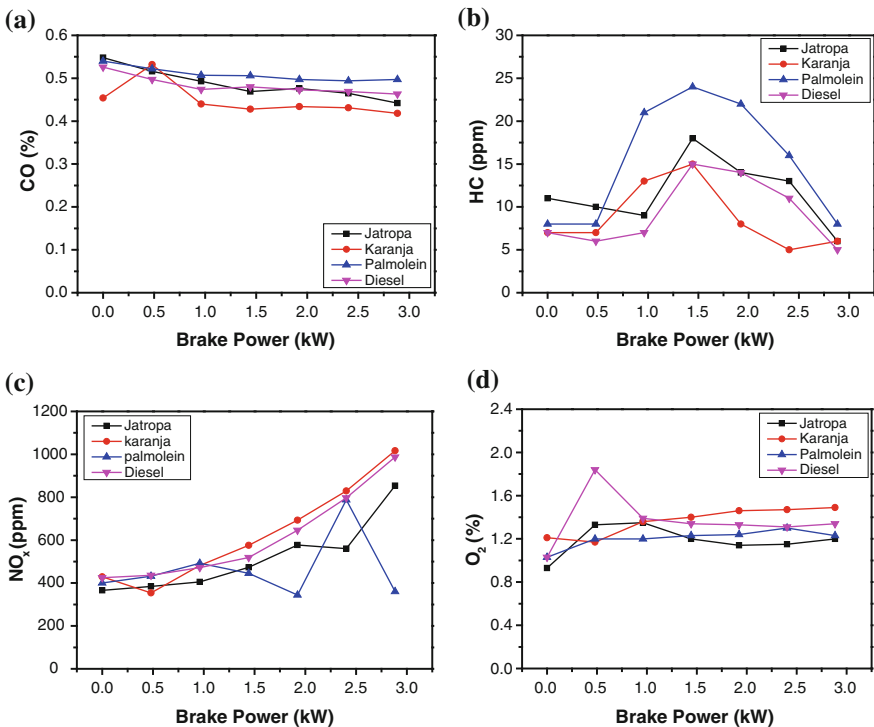 (a)
0.6
0.5
0.4
0.3
0.2
0.1
0.0
CO (%)
Jatropa
Karanja
Palmolein
Diesel
0.0 0.5 1.0 1.5 2.0 2.5 3.0
Brake Power (kW)
(b)
30
25
20
15
10
5
0
HC (ppm)
Jatropa
Karanja
Palmolein
Diesel
0.0 0.5 1.0 1.5 2.0 2.5 3.0
Brake Power (kW)
(c)
1200
1000
800
600
400
200
0
NOx (ppm)
Jatropa
karanja
palmolein
Diesel
0.0 0.5 1.0 1.5 2.0 2.5 3.0
Brake Power (kW)
(d)
2.4
2.0
1.6
1.2
0.8
0.4
0.0
O2 (%)
Jatropa
Karanja
Palmolein
Diesel
0.0 0.5 1.0 1.5 2.0 2.5 3.0
Brake Power (kW)